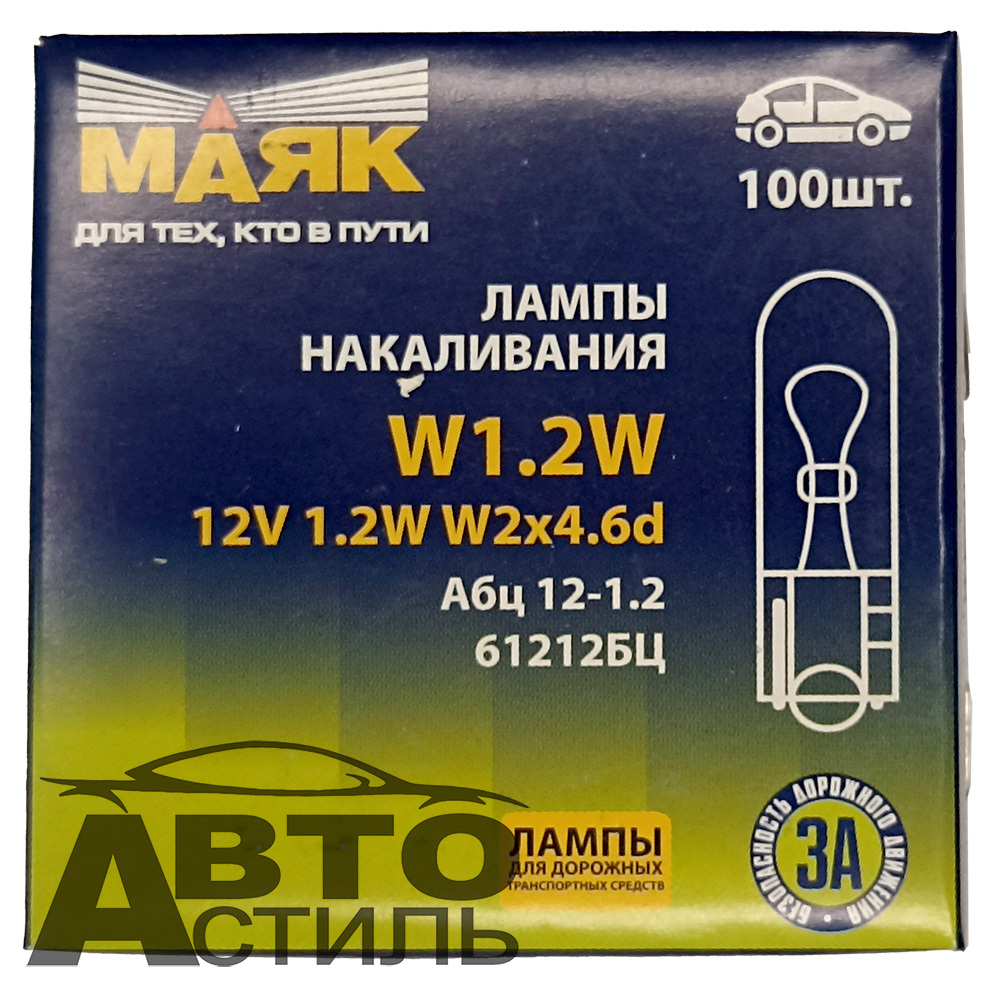 МАЯК
ДЛЯ ТЕХ, КТО В ПУТИ
100шт.
ЛАМПЫ
НАКАЛИВАНИЯ
W1.2W
12V 1.2W W2x4.6d
Абц 12-1.2
61212БЦ
ЛАМПЫ
ДЛЯ ДОРОЖНЫХ
ТРАНСПОРТНЫХ СРЕДСТВ
ЗА
БЕЗОПАСНОСТЬ ДОРОЖНОГО ДВИЖЕНИЯ
АВТО
СТИЛЬ